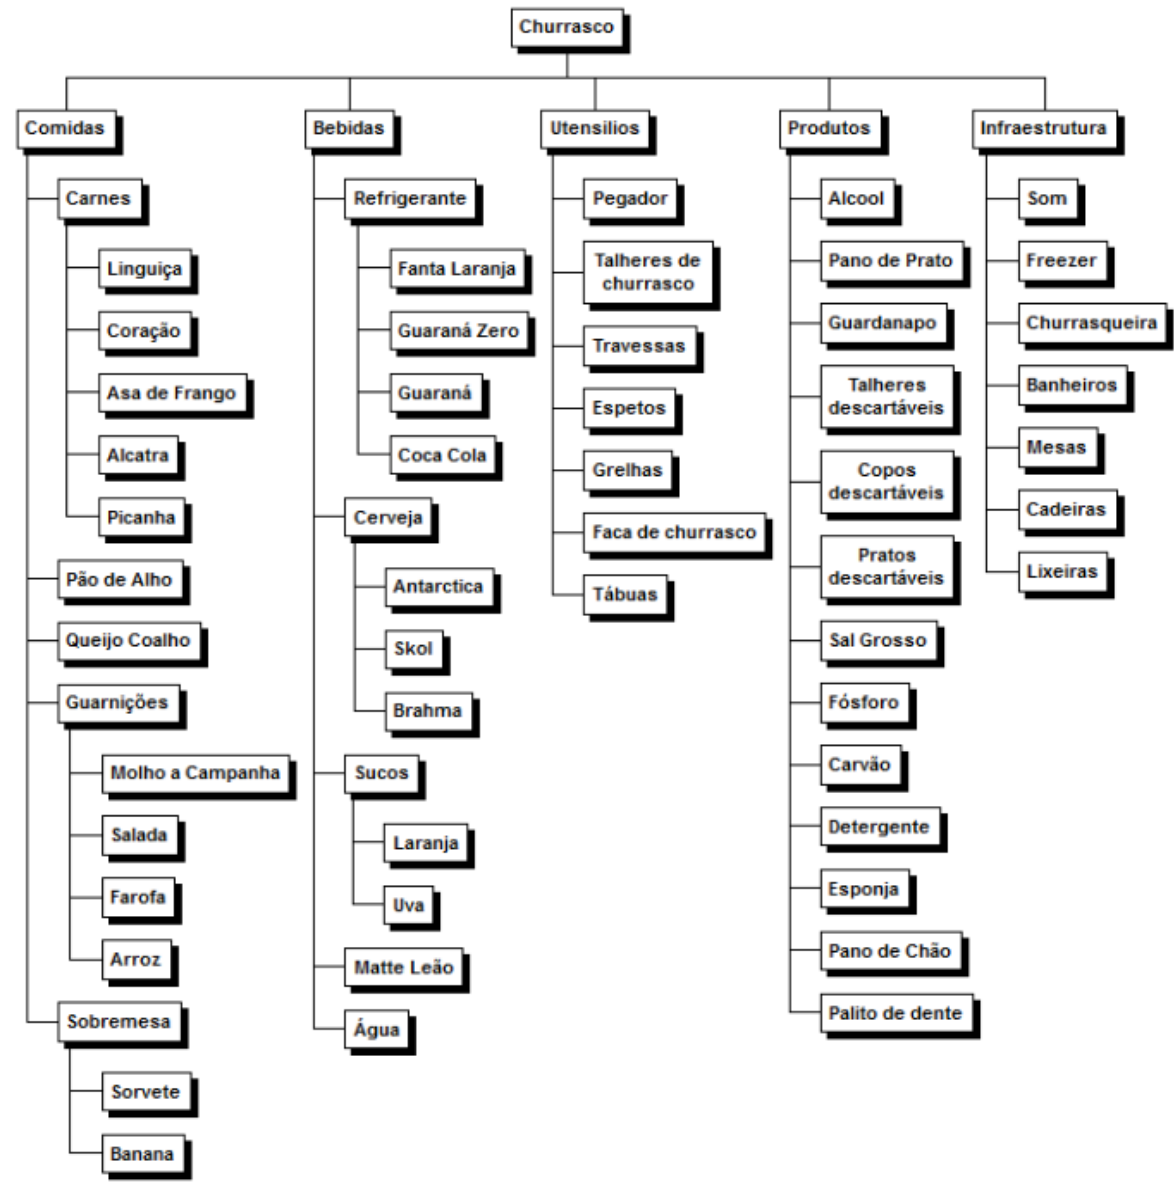 Churrasco
Comidas
Carnes
Linguiça
Coração
Asa de Frango
Alcatra
Picanha
Pão de Alho
Queijo Coalho
Guarnições
Molho a Campanha
Salada
Farofa
Arroz
Sobremesa
Sorvete
Banana
Bebidas
Refrigerante
Fanta Laranja
Guaraná Zero
Guaraná
Coca Cola
Cerveja
Antarctica
Skol
Brahma
Sucos
Laranja
Uva
Matte Leão
Água
Utensilios
Pegador
Talheres de
churrasco
Travessas
Espetos
Grelhas
Faca de churrasco
Tábuas
Produtos
Alcool
Pano de Prato
Guardanapo
Talheres
descartáveis
Copos
descartáveis
Pratos
descartáveis
Sal Grosso
Fósforo
Carvão
Detergente
Esponja
Pano de Chão
Palito de dente
Infraestrutura
Som
Freezer
Churrasqueira
Banheiros
Mesas
Cadeiras
Lixeiras